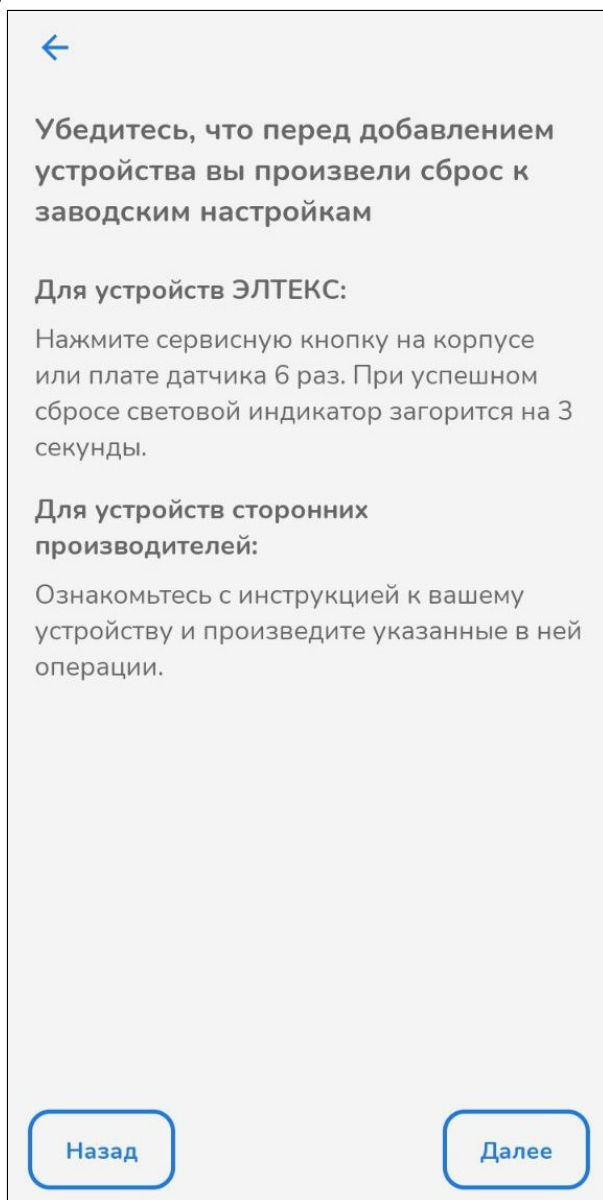 Убедитесь, что перед добавлением
устройства вы произвели сброс к
заводским настройкам
Для устройств ЭЛТЕКС:
Нажмите сервисную кнопку на корпусе
или плате датчика 6 раз. При успешном
сбросе световой индикатор загорится на 3
секунды.
Для устройств сторонних
производителей:
Ознакомьтесь с инструкцией к вашему
устройству и произведите указанные в ней
операции.
Назад
Далее